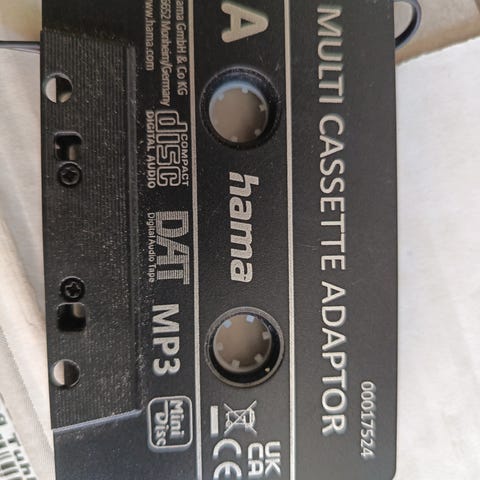 MULTI CASSETTE ADAPTOR
00017524
A
hama
UK
CA
CE
Hama GmbH & Co KG
86652 Monheim/Germany
www.hama.com
COMPACT
disc
DIGITAL AUDIO
DAT
Digital Audio Tape
MP3
Mini
Disc